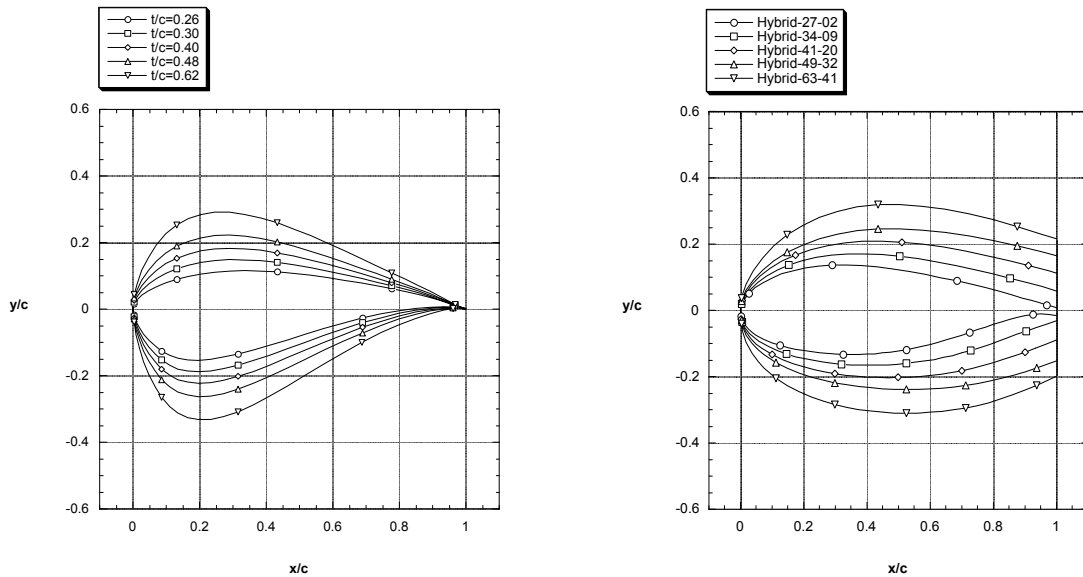 t/c=0.26
t/c=0.30
t/c=0.40
t/c=0.48
t/c=0.62
0.6
0.4
0.2
0
-0.2
-0.4
-0.6
y/c
0
0.2
0.4
0.6
0.8
1
x/c
Hybrid-27-02
Hybrid-34-09
Hybrid-41-20
Hybrid-49-32
Hybrid-63-41
0.6
0.4
0.2
0
-0.2
-0.4
-0.6
y/c
0
0.2
0.4
0.6
0.8
1
x/c